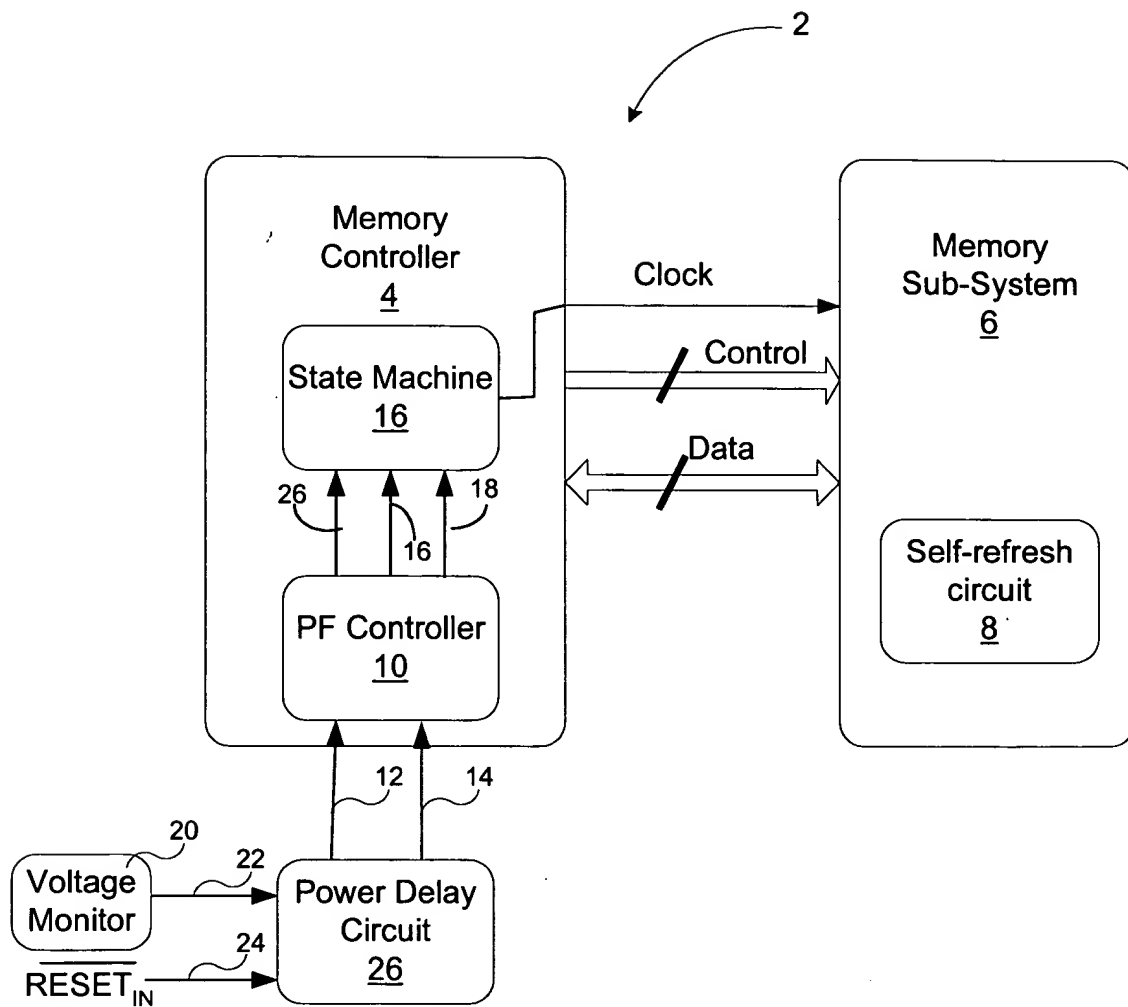 2
Memory
Controller
4
Clock
Memory
Sub-System
6
State Machine
16
Control
Data
26
16
18
Self-refresh
circuit
8
PF Controller
10
12
14
20
Voltage
Monitor
22
Power Delay
Circuit
26
RESET_IN
24